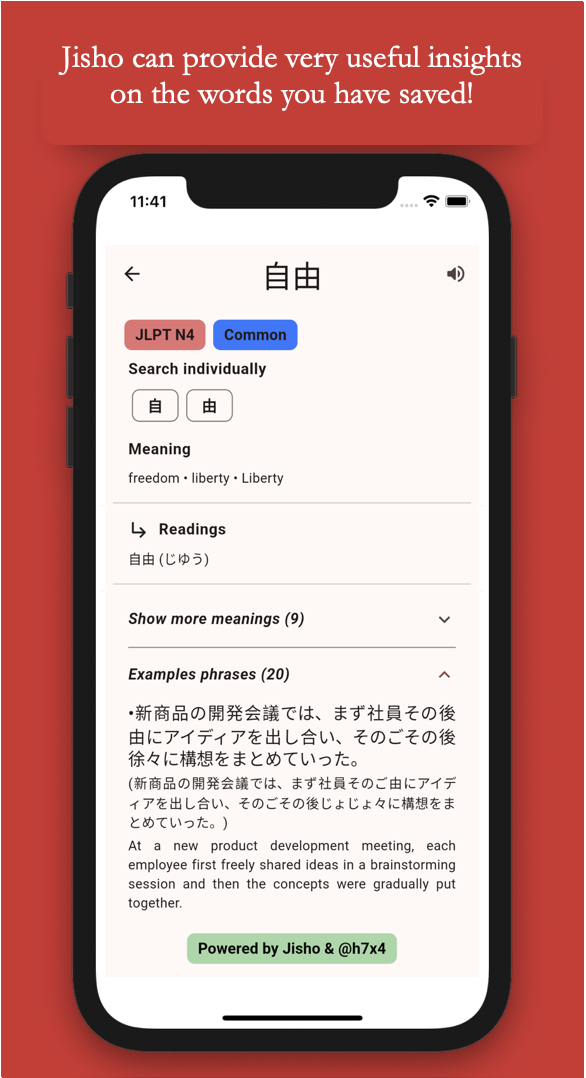 Jisho can provide very useful insights
on the words you have saved!
11:41
自由
JLPT N4
Common
Search individually
自
由
Meaning
freedom • liberty • Liberty
Readings
自由 (じゆう)
Show more meanings (9)
Examples phrases (20)
•新商品の開発会議では、まず社員その後
由にアイディアを出し合い、そのごその後
徐々に構想をまとめていった。
(新商品の開発会議では、まず社員そのご由にアイデ
ィアを出し合い、そのごその後じょじょ々に構想をま
とめていった。)
At a new product development meeting, each
employee first freely shared ideas in a brainstorming
session and then the concepts were gradually put
together.
Powered by Jisho & @h7x4